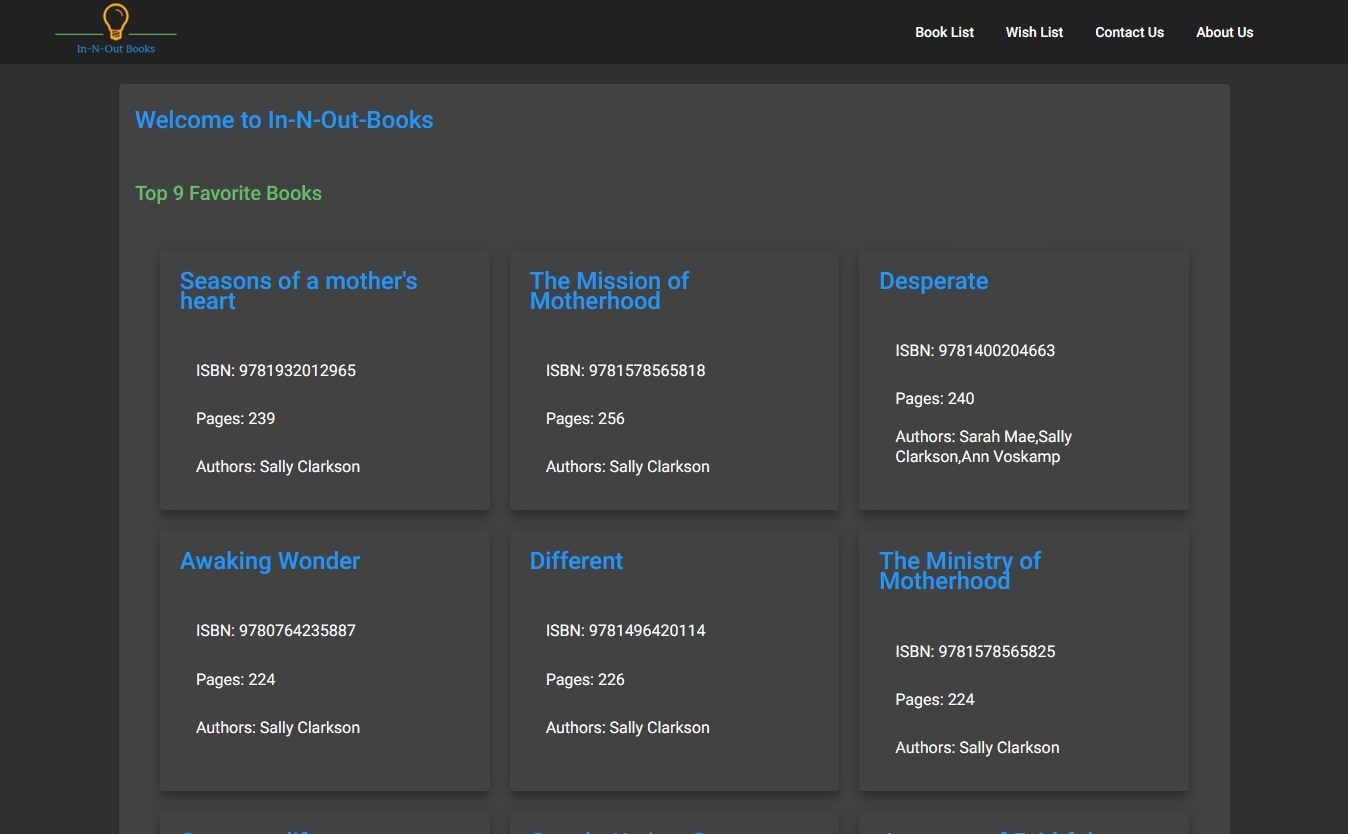 In-N-Out Books
Book List
Wish List
Contact Us
About Us
Welcome to In-N-Out-Books
Top 9 Favorite Books
Seasons of a mother's
heart
ISBN: 9781932012965
Pages: 239
Authors: Sally Clarkson
The Mission of
Motherhood
ISBN: 9781578565818
Pages: 256
Authors: Sally Clarkson
Desperate
ISBN: 9781400204663
Pages: 240
Authors: Sarah Mae,Sally
Clarkson,Ann Voskamp
Awaking Wonder
ISBN: 9780764235887
Pages: 224
Authors: Sally Clarkson
Different
ISBN: 9781496420114
Pages: 226
Authors: Sally Clarkson
The Ministry of
Motherhood
ISBN: 9781578565825
Pages: 224
Authors: Sally Clarkson